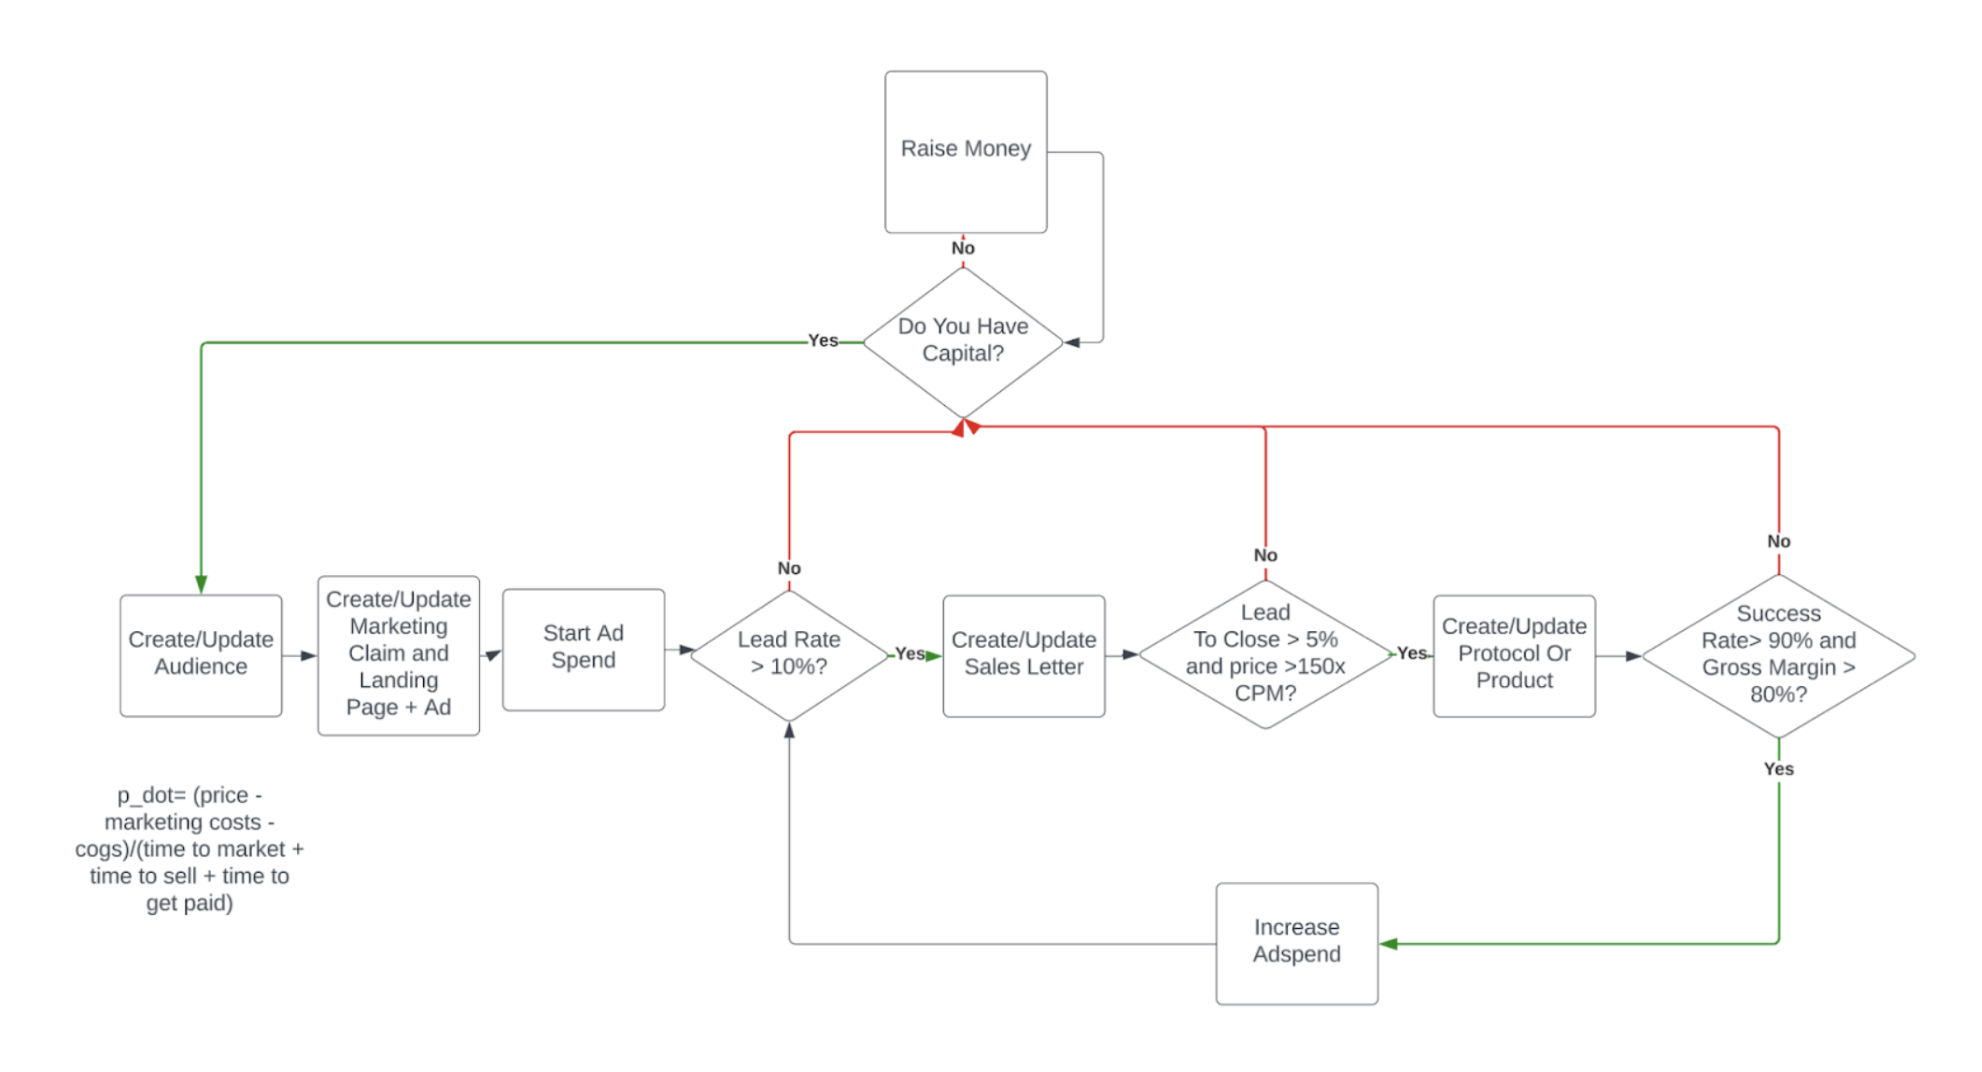 Raise Money
No
Do You Have
Capital?
Yes
No
No
No
Create/Update
Audience
Create/Update
Marketing
Claim and
Landing
Page + Ad
Start Ad
Spend
Lead Rate
> 10%?
Yes
Create/Update
Sales Letter
Lead
To Close > 5%
and price >150x
CPM?
Yes
Create/Update
Protocol Or
Product
Success
Rate> 90% and
Gross Margin >
80%?
Yes
p_dot= (price -
marketing costs -
cogs)/(time to market +
time to sell + time to
get paid)
Increase
Adspend